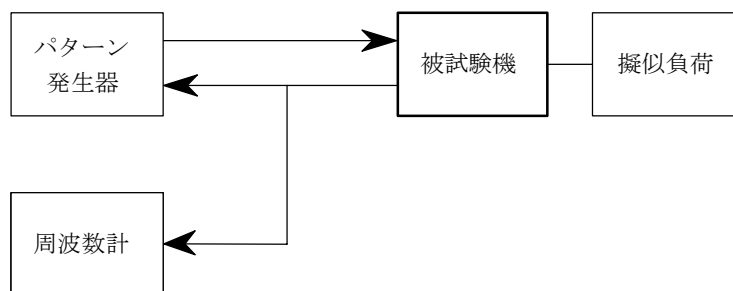 パターン
発生器
被試験機
擬似負荷
周波数計